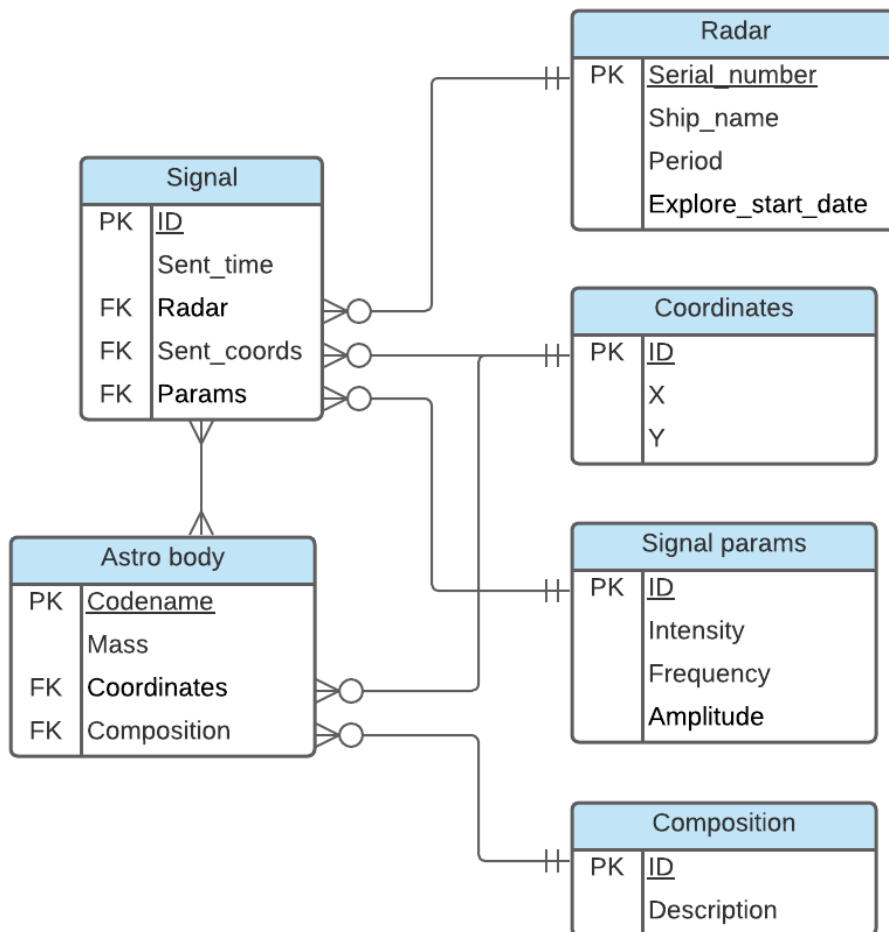 Radar
PK Serial_number
Ship_name
Period
Explore_start_date
Signal
PK ID
Sent_time
FK Radar
FK Sent_coords
FK Params
Coordinates
PK ID
X
Y
Astro body
PK Codename
Mass
FK Coordinates
FK Composition
Signal params
PK ID
Intensity
Frequency
Amplitude
Composition
PK ID
Description